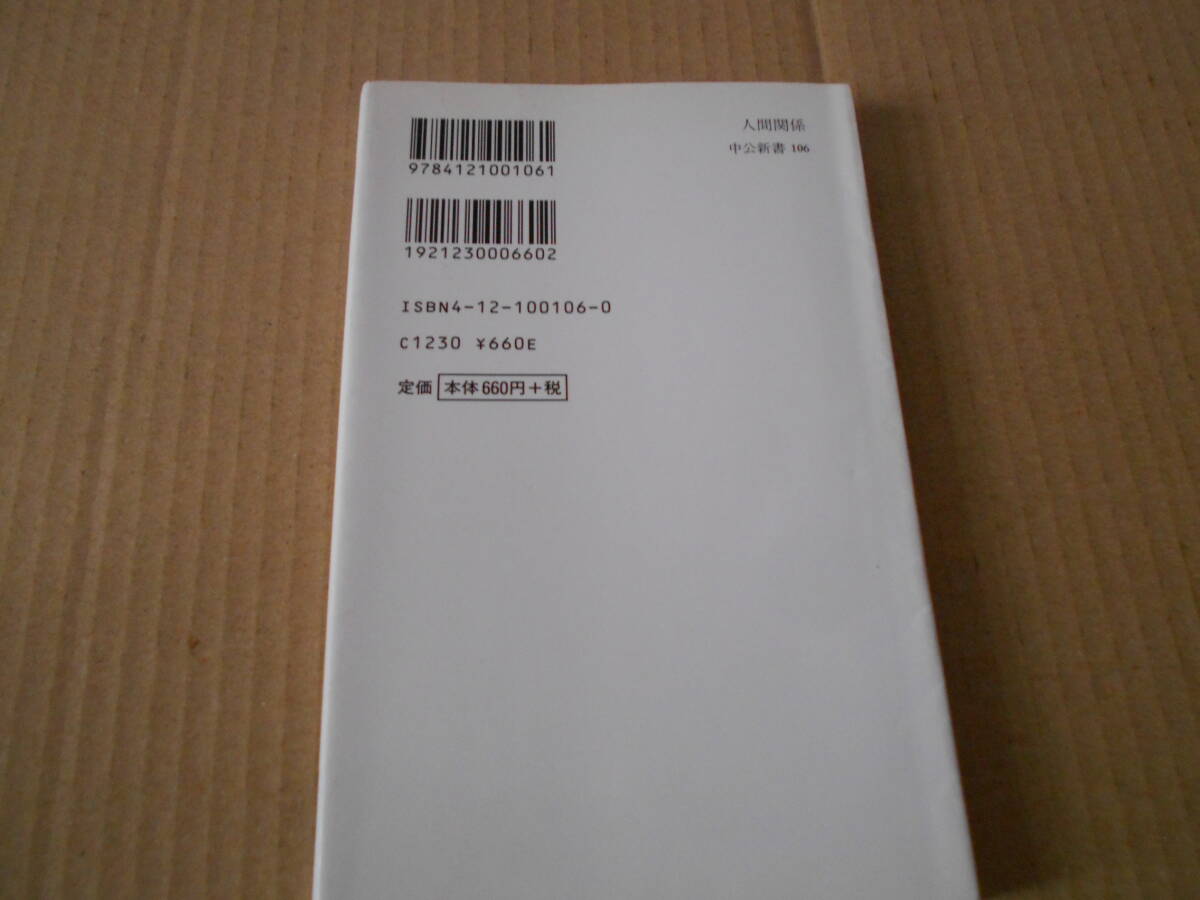 人間関係
中公新書 106
9784121001061
1921230006602
ISBN4-12-100106-0
C1230 ¥660E
定価 本体660円+税